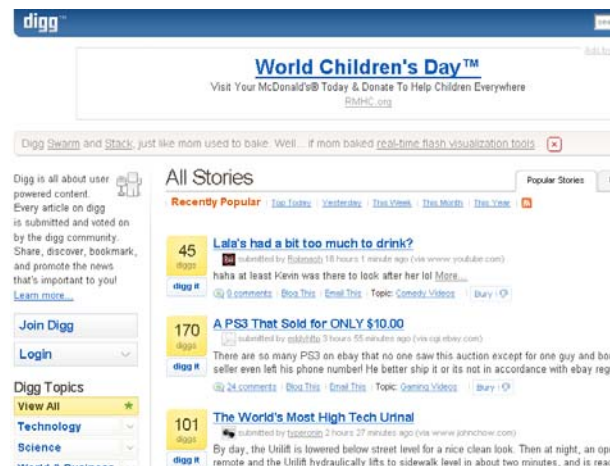 digg™
World Children's Day™
Visit Your McDonald's® Today & Donate To Help Children Everywhere
RMHC.org
Digg Swarm and Stack, just like mom used to bake. Well... if mom baked real-time flash visualization tools
Digg is all about user
powered content.
Every article on digg
is submitted and voted on
by the digg community.
Share, discover, bookmark,
and promote the news
that's important to you!
Learn more...
Join Digg
Login
Digg Topics
View All
Technology
Science
World & Business
All Stories
Popular Stories
Recently Popular Top Today Yesterday This Week This Month This Year
45
diggs
digg it
Lala's had a bit too much to drink?
submitted by 18 hours 1 minute ago (via www.youtube.com)
haha at least Kevin was there to look after her lol More...
0 comments Blog This Email This Topic: Comedy Videos Bury
170
diggs
digg it
A PS3 That Sold for ONLY $10.00
submitted by 3 hours 55 minutes ago (via cgi.ebay.com)
There are so many PS3 on ebay that no one saw this auction except for one guy and
seller even left his phone number! He better ship it or its not in accordance with ebay
24 comments Blog This Email This Topic: Gaming Videos Bury
101
diggs
digg it
The World's Most High Tech Urinal
submitted by 2 hours 27 minutes ago (via www.johnchow.com)
By day, the Urilift is lowered below street level for a nice clean look. Then at night, an
remote and the Urilift hydraulically lifts to sidewalk level in about two minutes, and is